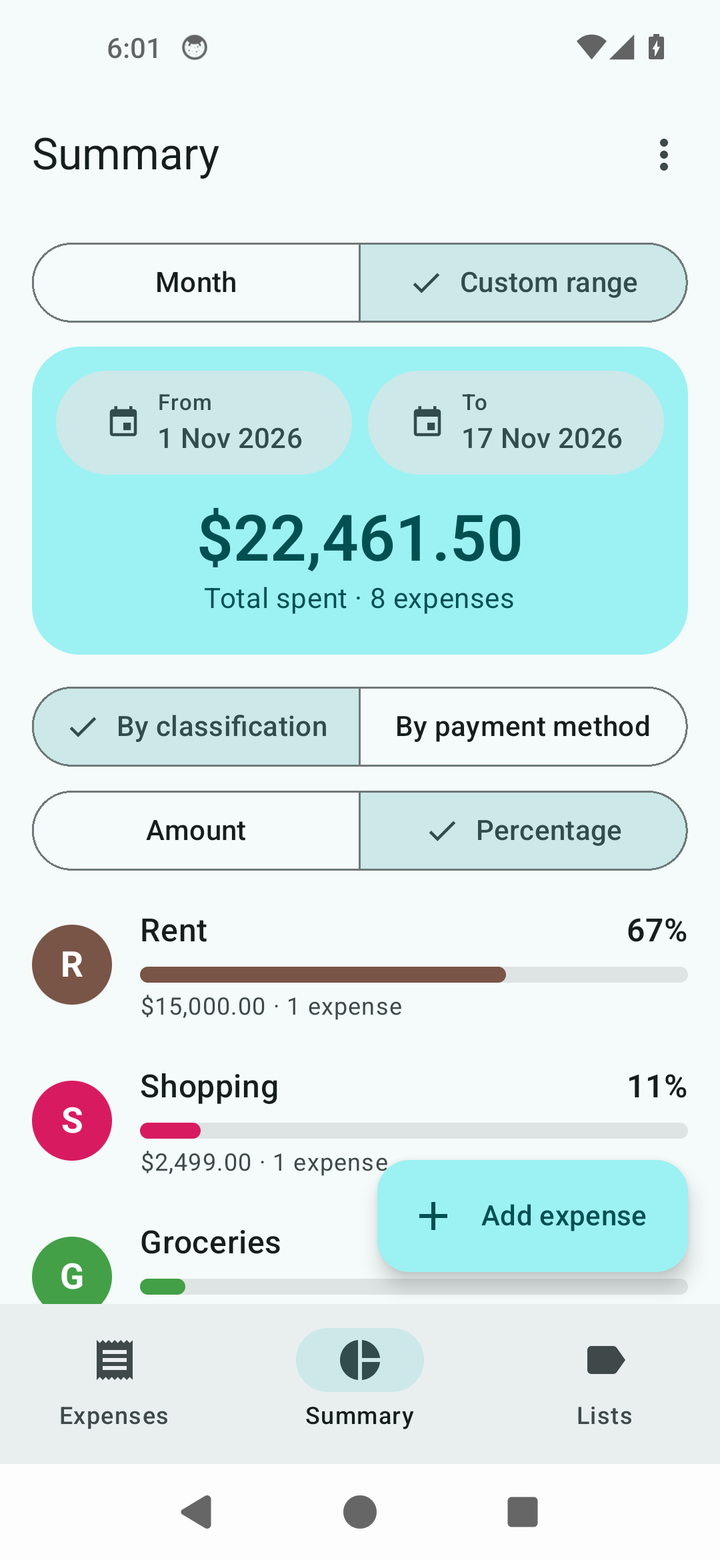 6:01
Summary
Month
Custom range
From
1 Nov 2026
To
17 Nov 2026
$22,461.50
Total spent · 8 expenses
By classification
By payment method
Amount
Percentage
R
Rent
67%
$15,000.00 · 1 expense
S
Shopping
11%
$2,499.00 · 1 expense
Add expense
G
Groceries
Expenses
Summary
Lists